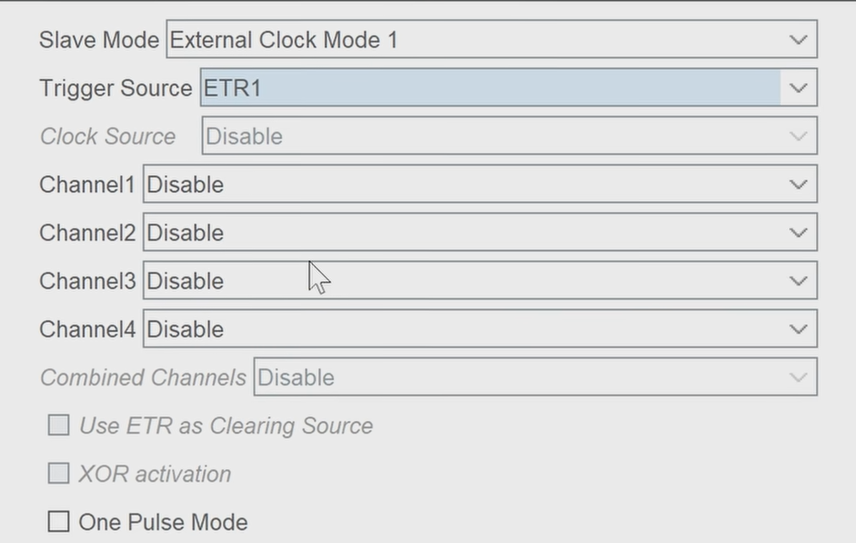 Slave Mode External Clock Mode 1
Trigger Source ETR1
Clock Source Disable
Channel1 Disable
Channel2 Disable
Channel3 Disable
Channel4 Disable
Combined Channels Disable
Use ETR as Clearing Source
XOR activation
One Pulse Mode